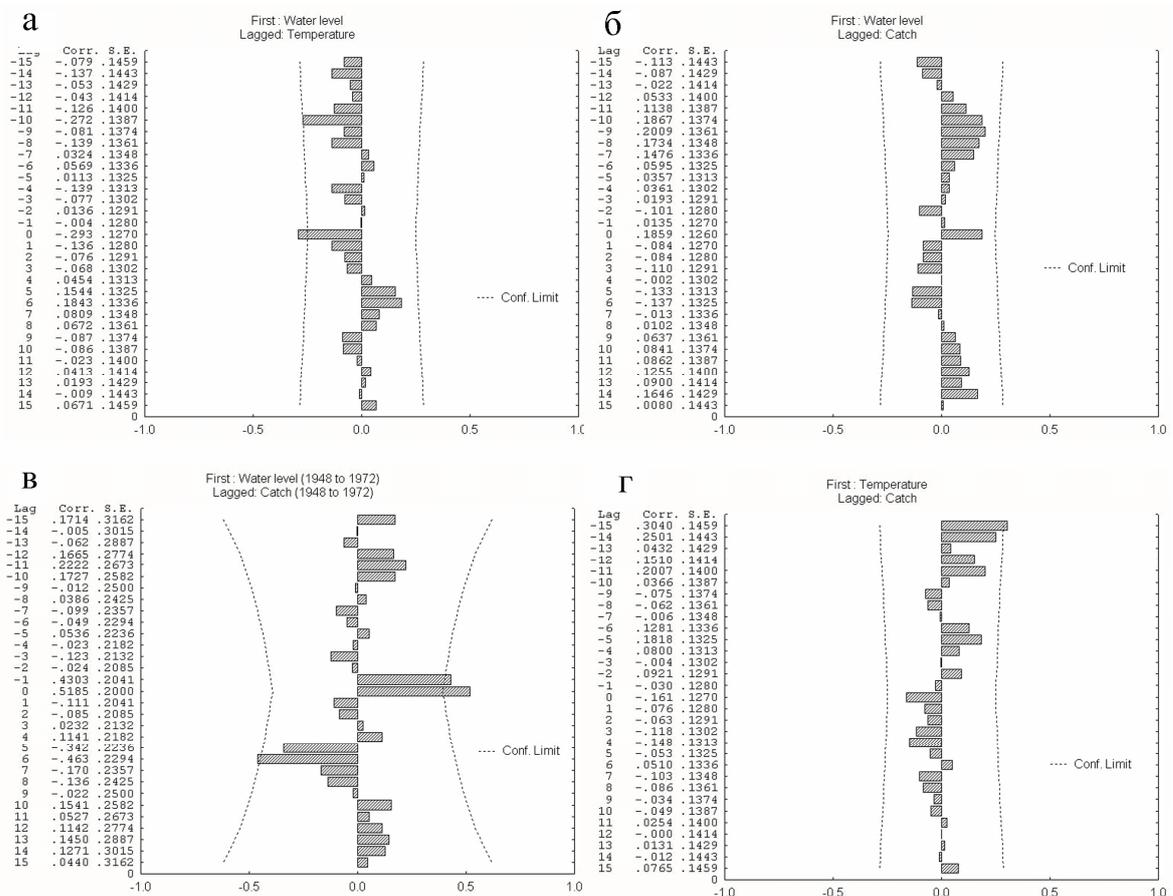 а
First : Water level
Lagged: Temperature
Corr. S.E.
-15 -.079 .1459
-14 -.137 .1443
-13 -.053 .1429
-12 -.043 .1414
-11 -.126 .1400
-10 -.272 .1387
-9 -.081 .1374
-8 -.139 .1361
-7 .0324 .1348
-6 .0569 .1336
-5 .0113 .1325
-4 -.139 .1313
-3 -.077 .1302
-2 .0136 .1291
-1 -.004 .1280
0 -.293 .1270
1 -.136 .1280
2 -.076 .1291
3 -.068 .1302
4 .0454 .1313
5 .1544 .1325
6 .1843 .1336
7 .0809 .1348
8 .0672 .1361
9 -.087 .1374
10 -.086 .1387
11 -.023 .1400
12 .0413 .1414
13 .0193 .1429
14 -.009 .1443
15 .0671 .1459
0
Conf. Limit
-1.0 -0.5 0.0 0.5 1.0
б
First : Water level
Lagged: Catch
Lag Corr. S.E.
-15 -.113 .1443
-14 -.087 .1429
-13 -.022 .1414
-12 .0533 .1400
-11 .1138 .1387
-10 .1867 .1374
-9 .2009 .1361
-8 .1734 .1348
-7 .1476 .1336
-6 .0595 .1325
-5 .0357 .1313
-4 .0361 .1302
-3 .0193 .1291
-2 -.101 .1280
-1 .0135 .1270
0 .1859 .1260
1 -.084 .1270
2 -.084 .1280
3 -.110 .1291
4 -.002 .1302
5 -.133 .1313
6 -.137 .1325
7 -.013 .1336
8 .0102 .1348
9 .0637 .1361
10 .0841 .1374
11 .0862 .1387
12 .1255 .1400
13 .0900 .1414
14 .1646 .1429
15 .0080 .1443
0
Conf. Limit
-1.0 -0.5 0.0 0.5 1.0
в
First : Water level (1948 to 1972)
Lagged: Catch (1948 to 1972)
Lag Corr. S.E.
-15 .1714 .3162
-14 -.005 .3015
-13 -.062 .2887
-12 .1665 .2774
-11 .2222 .2673
-10 .1727 .2582
-9 -.012 .2500
-8 .0386 .2425
-7 -.099 .2357
-6 -.049 .2294
-5 .0536 .2236
-4 -.023 .2182
-3 -.123 .2132
-2 -.024 .2085
-1 .4303 .2041
0 .5185 .2000
1 -.111 .2041
2 -.085 .2085
3 .0232 .2132
4 .1141 .2182
5 -.342 .2236
6 -.463 .2294
7 -.170 .2357
8 -.136 .2425
9 -.022 .2500
10 .1541 .2582
11 .0527 .2673
12 .1142 .2774
13 .1450 .2887
14 .1271 .3015
15 .0440 .3162
0
Conf. Limit
-1.0 -0.5 0.0 0.5 1.0
г
First : Temperature
Lagged: Catch
Lag Corr. S.E.
-15 .3040 .1459
-14 .2501 .1443
-13 .0432 .1429
-12 .1510 .1414
-11 .2007 .1400
-10 .0366 .1387
-9 -.075 .1374
-8 -.062 .1361
-7 -.006 .1348
-6 .1281 .1336
-5 .1818 .1325
-4 .0800 .1313
-3 -.004 .1302
-2 .0921 .1291
-1 -.030 .1280
0 -.161 .1270
1 -.076 .1280
2 -.063 .1291
3 -.118 .1302
4 -.148 .1313
5 -.053 .1325
6 .0510 .1336
7 -.103 .1348
8 -.086 .1361
9 -.034 .1374
10 -.049 .1387
11 .0254 .1400
12 -.000 .1414
13 .0131 .1429
14 -.012 .1443
15 .0765 .1459
0
Conf. Limit
-1.0 -0.5 0.0 0.5 1.0